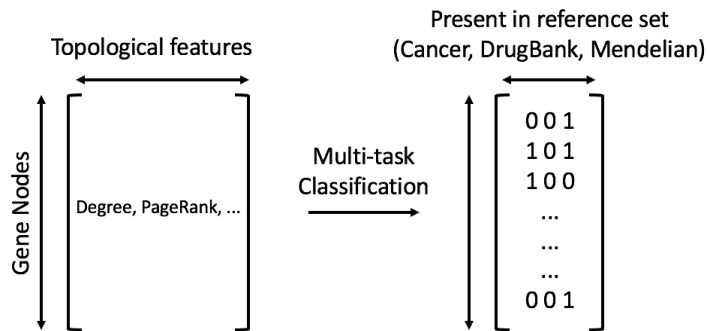 Topological features
Gene Nodes
Degree, PageRank, ...
Multi-task
Classification
Present in reference set
(Cancer, DrugBank, Mendelian)
0 0 1
1 0 1
1 0 0
...
...
...
0 0 1